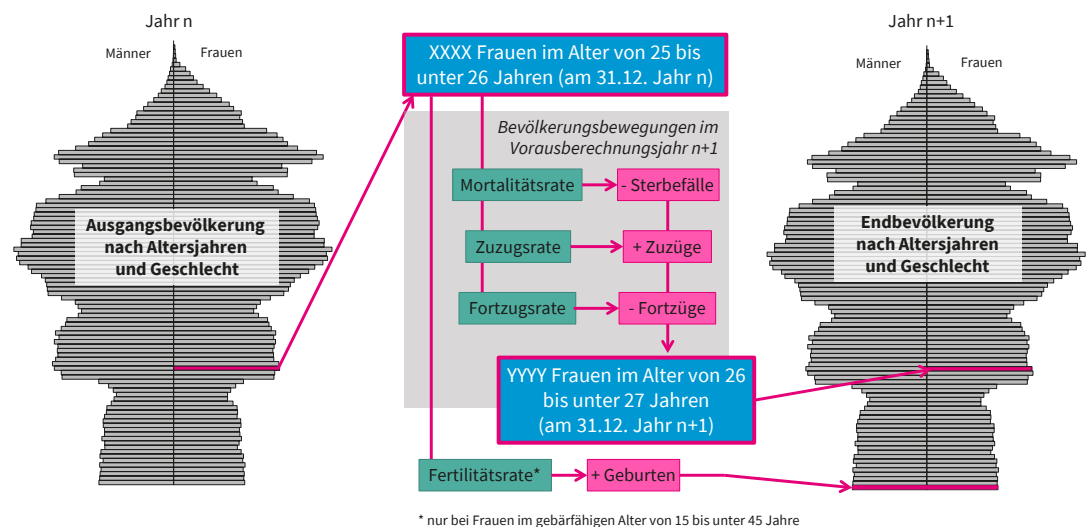 Jahr n
Männer
Frauen
Ausgangsbevölkerung
nach Altersjahren
und Geschlecht
XXXX Frauen im Alter von 25 bis
unter 26 Jahren (am 31.12. Jahr n)
Bevölkerungsbewegungen im
Vorausberechnungsjahr n+1
Mortalitätsrate
- Sterbefälle
Zuzugsrate
+ Zuzüge
Fortzugsrate
- Fortzüge
YYYY Frauen im Alter von 26
bis unter 27 Jahren
(am 31.12. Jahr n+1)
Fertilitätsrate*
+ Geburten
* nur bei Frauen im gebärfähigen Alter von 15 bis unter 45 Jahre
Jahr n+1
Männer
Frauen
Endbevölkerung
nach Altersjahren
und Geschlecht